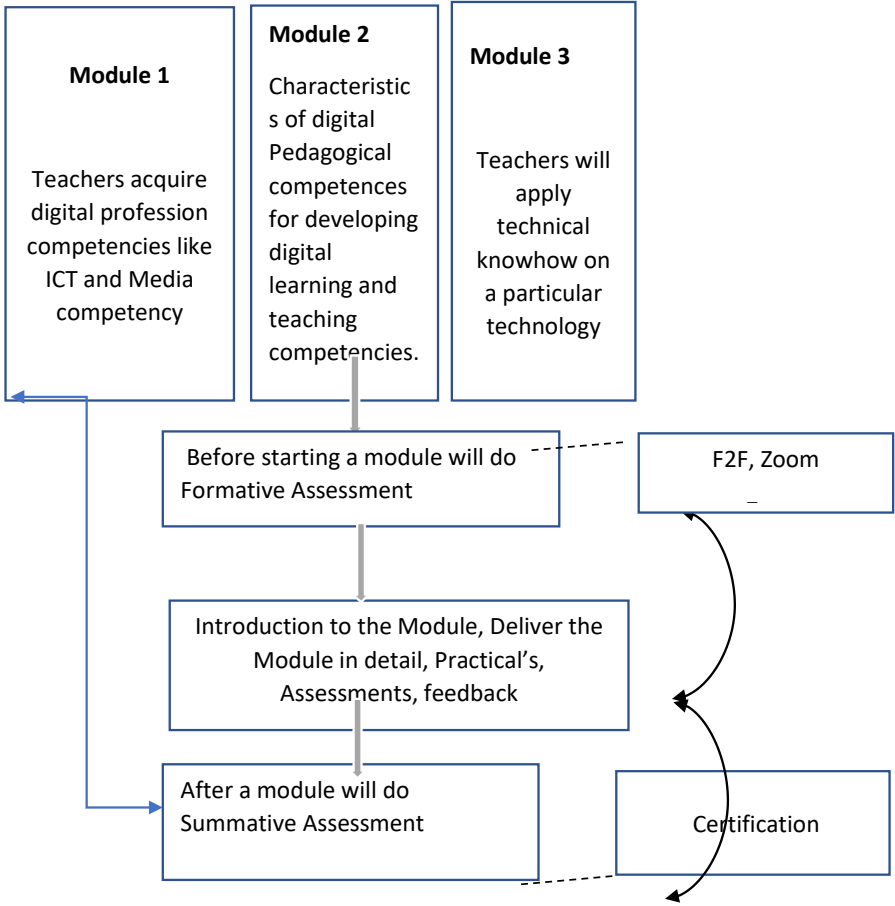 Module 1
Teachers acquire
digital profession
competencies like
ICT and Media
competency
Module 2
Characteristic
s of digital
Pedagogical
competences
for developing
digital
learning and
teaching
competencies.
Module 3
Teachers will
apply
technical
knowhow on
a particular
technology
Before starting a module will do
Formative Assessment
F2F, Zoom
_
Introduction to the Module, Deliver the
Module in detail, Practical’s,
Assessments, feedback
After a module will do
Summative Assessment
Certification